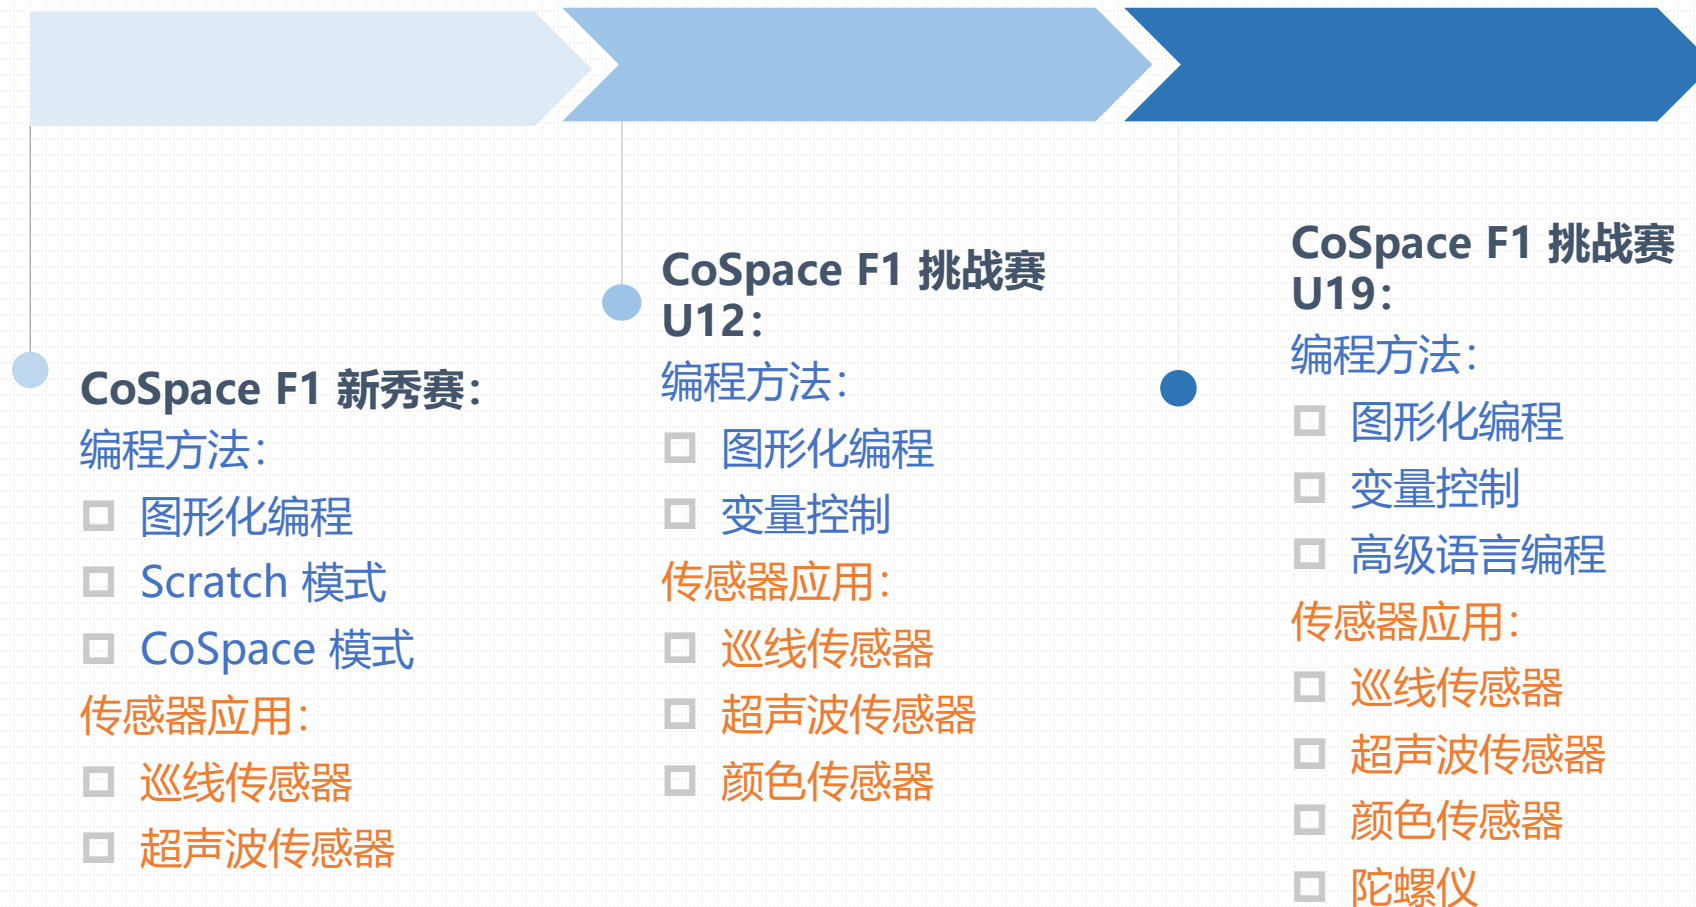 CoSpace F1 新秀赛：
编程方法：
图形化编程
Scratch 模式
CoSpace 模式
传感器应用：
巡线传感器
超声波传感器
CoSpace F1 挑战赛
U12：
编程方法：
图形化编程
变量控制
传感器应用：
巡线传感器
超声波传感器
颜色传感器
CoSpace F1 挑战赛
U19：
编程方法：
图形化编程
变量控制
高级语言编程
传感器应用：
巡线传感器
超声波传感器
颜色传感器
陀螺仪